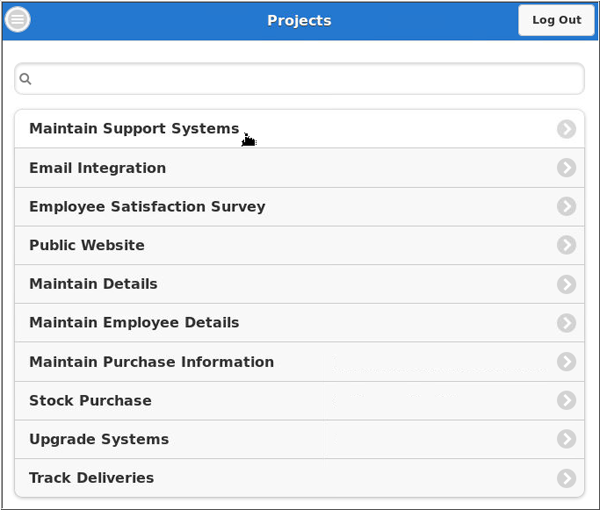 Projects
Log Out
Maintain Support Systems
Email Integration
Employee Satisfaction Survey
Public Website
Maintain Details
Maintain Employee Details
Maintain Purchase Information
Stock Purchase
Upgrade Systems
Track Deliveries